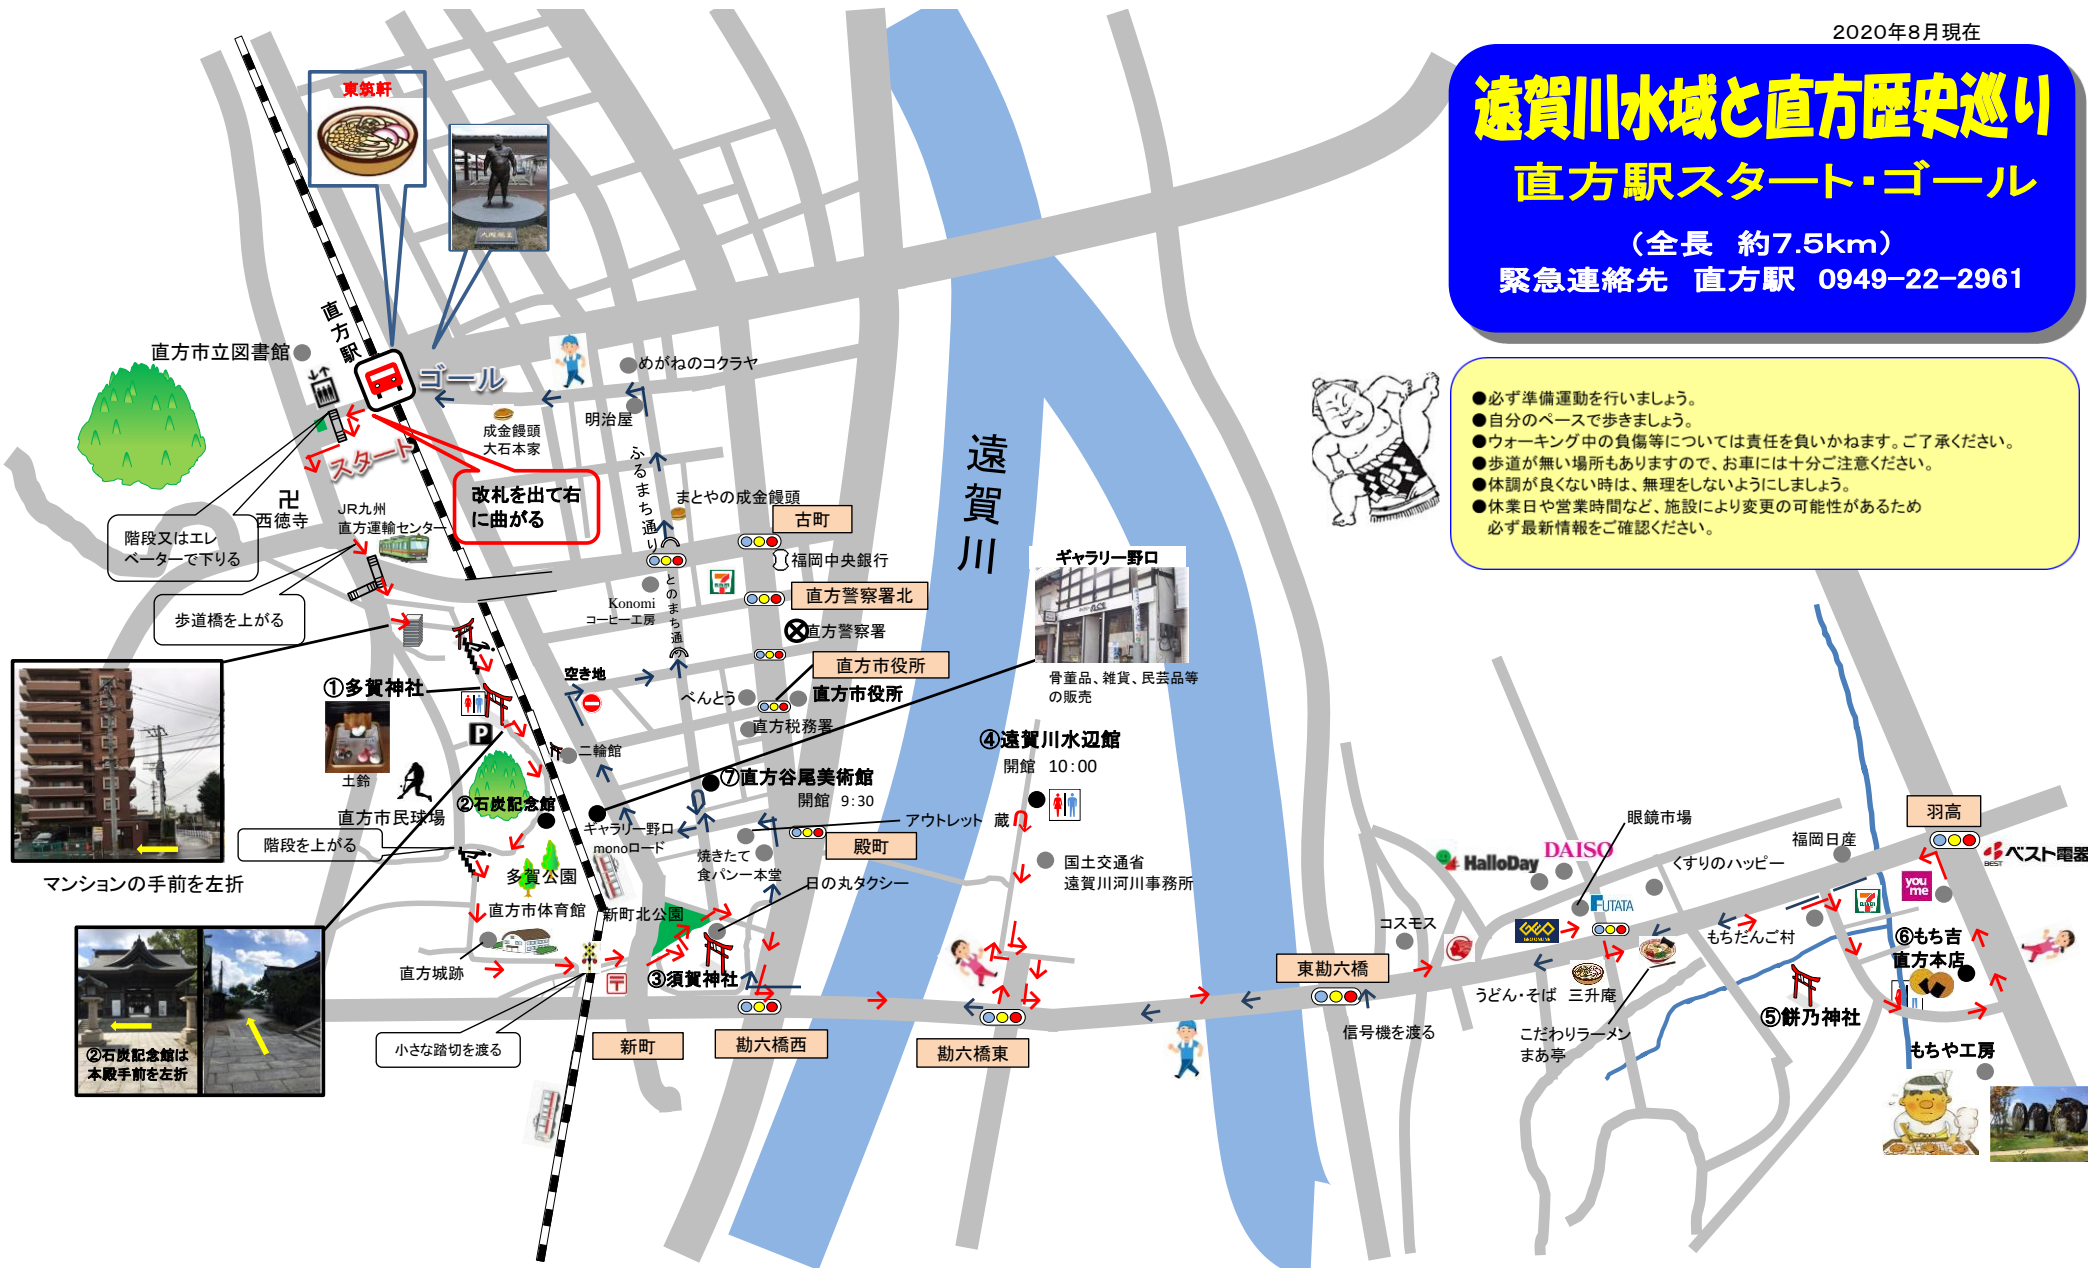 2020年8月現在
遠賀川水域と直方歴史巡り
直方駅スタート・ゴール
（全長　約7.5km）
緊急連絡先　直方駅　0949-22-2961
●必ず準備運動を行いましょう。
●自分のペースで歩きましょう。
●ウォーキング中の負傷等については責任を負いかねます。ご了承ください。
●歩道が無い場所もありますので、お車には十分ご注意ください。
●体調が良くない時は、無理をしないようにしましょう。
●休業日や営業時間など、施設により変更の可能性があるため
必ず最新情報をご確認ください。
東筑軒
直方駅
直方市立図書館
ゴール
スタート
めがねのコクラヤ
明治屋
成金饅頭
大石本家
改札を出て右
に曲がる
ふるまち通り
まとやの成金饅頭
古町
福岡中央銀行
西徳寺
JR九州
直方運輸センター
階段又はエレ
ベーターで下りる
歩道橋を上がる
Konomi
コーヒー工房
とのまち通り
直方警察署北
直方警察署
直方市役所
直方市役所
べんとう
直方税務署
空き地
遠賀川
ギャラリー野口
骨董品、雑貨、民芸品等
の販売
①多賀神社
土鈴
P
二輪館
直方市民球場
②石炭記念館
階段を上がる
マンションの手前を左折
⑦直方谷尾美術館
開館　9:30
④遠賀川水辺館
開館　10:00
ギャラリー野口
monoロード
アウトレット　蔵
殿町
焼きたて
食パン一本堂
国土交通省
遠賀川河川事務所
日の丸タクシー
多賀公園
直方市体育館
新町北公園
直方城跡
③須賀神社
②石炭記念館は
本殿手前を左折
小さな踏切を渡る
新町
勘六橋西
勘六橋東
東勘六橋
信号機を渡る
コスモス
HalloDay
DAISO
眼鏡市場
FUTATA
GEO
くすりのハッピー
福岡日産
羽高
BEST
ベスト電器
you
me
もちだんご村
うどん・そば　三升庵
こだわりラーメン
まあ亭
⑥もち吉
直方本店
⑤餅乃神社
もちや工房